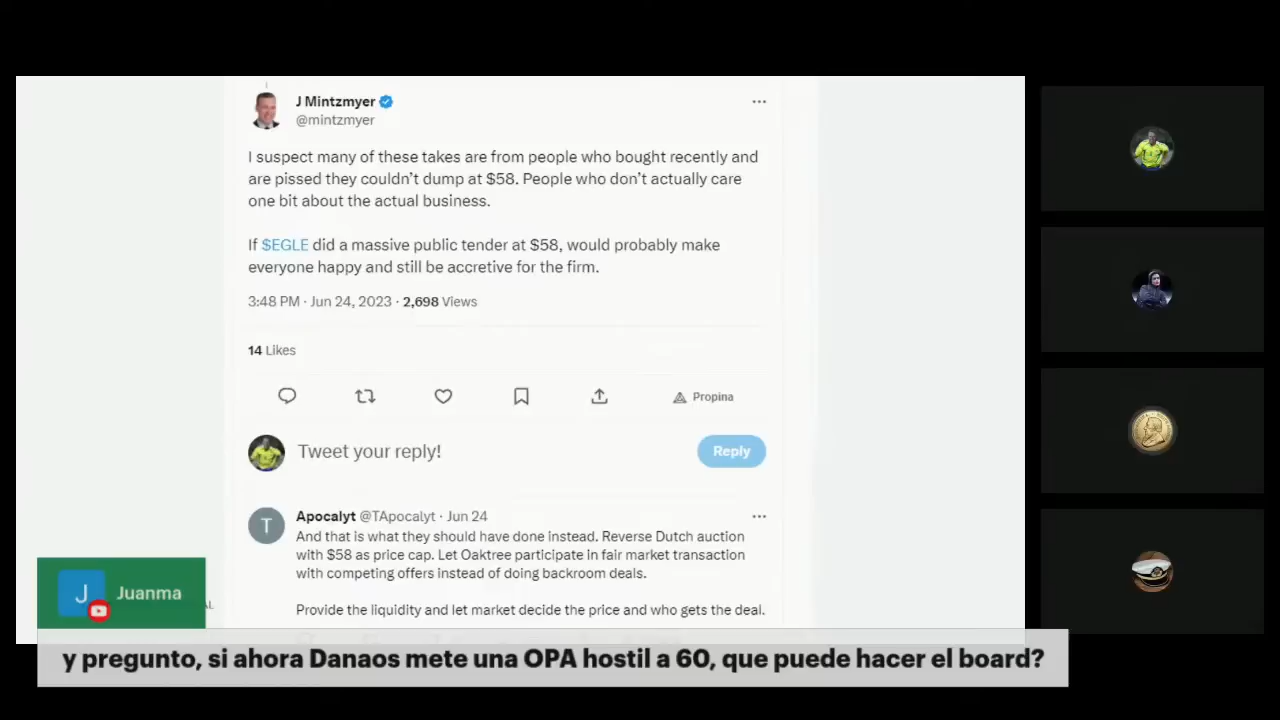 J Mintzmyer
@mintzmyer
I suspect many of these takes are from people who bought recently and
are pissed they couldn't dump at $58. People who don't actually care
one bit about the actual business.
If $EGLE did a massive public tender at $58, would probably make
everyone happy and still be accretive for the firm.
3:48 PM · Jun 24, 2023 · 2,698 Views
14 Likes
Propina
Tweet your reply!
Reply
T
Apocalyt @TApocalyt · Jun 24
And that is what they should have done instead. Reverse Dutch auction
with $58 as price cap. Let Oaktree participate in fair market transaction
with competing offers instead of doing backroom deals.
Provide the liquidity and let market decide the price and who gets the deal.
J
Juanma
y pregunto, si ahora Danaos mete una OPA hostil a 60, que puede hacer el board?